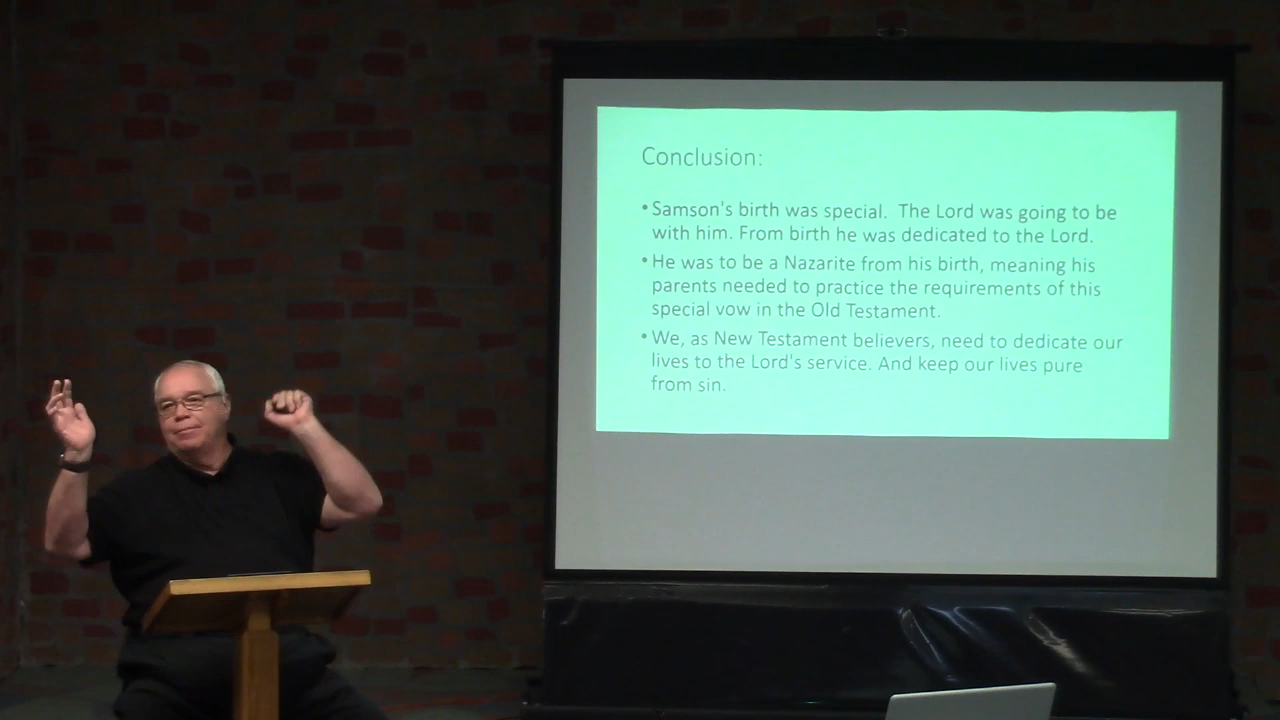 Conclusion:
• Samson's birth was special.  The Lord was going to be
with him. From birth he was dedicated to the Lord.
• He was to be a Nazarite from his birth, meaning his
parents needed to practice the requirements of this
special vow in the Old Testament.
• We, as New Testament believers, need to dedicate our
lives to the Lord's service. And keep our lives pure
from sin.